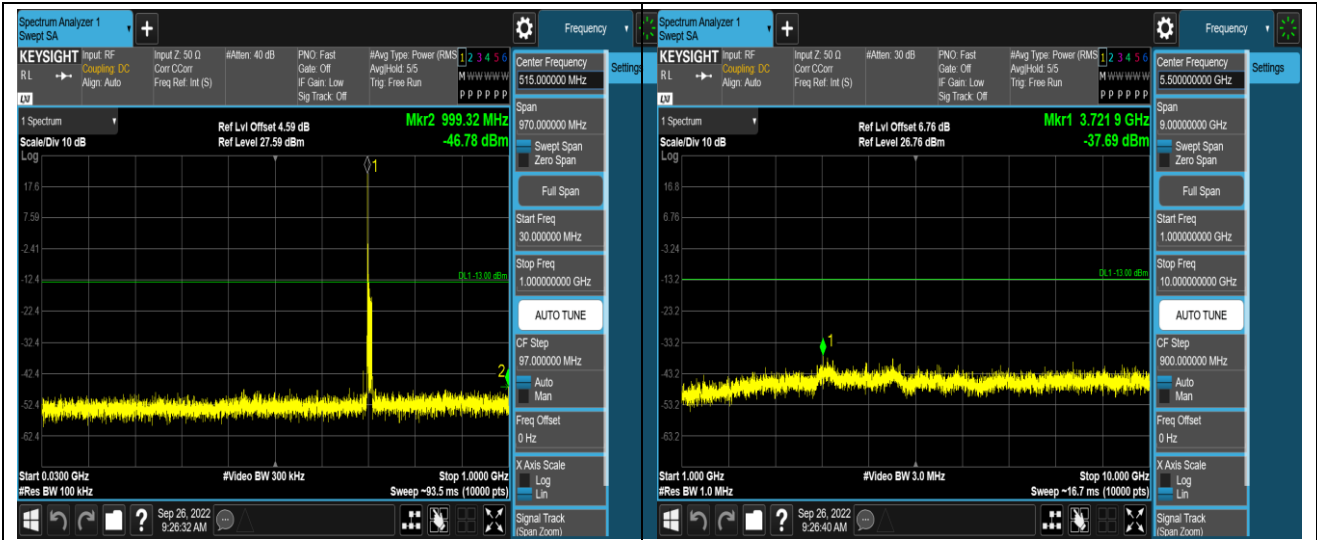 Spectrum Analyzer 1
Swept SA
+
Frequency
KEYSIGHT
RL
LXI
Input: RF
Coupling: DC
Align: Auto
Input Z: 50 Ω
Corr CCorr
Freq Ref: Int (S)
#Atten: 40 dB
PNO: Fast
Gate: Off
IF Gain: Low
Sig Track: Off
#Avg Type: Power (RMS
Avg|Hold: 5/5
Trig: Free Run
1 2 3 4 5 6
M W W W W W
P P P P P P
Center Frequency
515.000000 MHz
Settings
Span
970.000000 MHz
Swept Span
Zero Span
Full Span
Start Freq
30.000000 MHz
Stop Freq
1.000000000 GHz
AUTO TUNE
CF Step
97.000000 MHz
Auto
Man
Freq Offset
0 Hz
X Axis Scale
Log
Lin
Signal Track
(Span Zoom)
1 Spectrum
Scale/Div 10 dB
Log
Ref Lvl Offset 4.59 dB
Ref Level 27.59 dBm
Mkr2 999.32 MHz
-46.78 dBm
1
17.6
7.59
-2.41
DL1 -13.00 dBm
-12.4
-22.4
-32.4
-42.4
2
-52.4
-62.4
Start 0.0300 GHz
#Res BW 100 kHz
#Video BW 300 kHz
Stop 1.0000 GHz
Sweep ~93.5 ms (10000 pts)
?
Sep 26, 2022
9:26:32 AM
Spectrum Analyzer 1
Swept SA
+
Frequency
KEYSIGHT
RL
LXI
Input: RF
Coupling: DC
Align: Auto
Input Z: 50 Ω
Corr CCorr
Freq Ref: Int (S)
#Atten: 30 dB
PNO: Fast
Gate: Off
IF Gain: Low
Sig Track: Off
#Avg Type: Power (RMS
Avg|Hold: 5/5
Trig: Free Run
1 2 3 4 5 6
M W W W W W
P P P P P P
Center Frequency
5.500000000 GHz
Settings
Span
9.00000000 GHz
Swept Span
Zero Span
Full Span
Start Freq
1.000000000 GHz
Stop Freq
10.000000000 GHz
AUTO TUNE
CF Step
900.000000 MHz
Auto
Man
Freq Offset
0 Hz
X Axis Scale
Log
Lin
Signal Track
(Span Zoom)
1 Spectrum
Scale/Div 10 dB
Log
Ref Lvl Offset 6.76 dB
Ref Level 26.76 dBm
Mkr1 3.721 9 GHz
-37.69 dBm
16.8
6.76
-3.24
DL1 -13.00 dBm
-13.2
-23.2
-33.2
1
-43.2
-53.2
-63.2
Start 1.000 GHz
#Res BW 1.0 MHz
#Video BW 3.0 MHz
Stop 10.000 GHz
Sweep ~16.7 ms (10000 pts)
?
Sep 26, 2022
9:26:40 AM